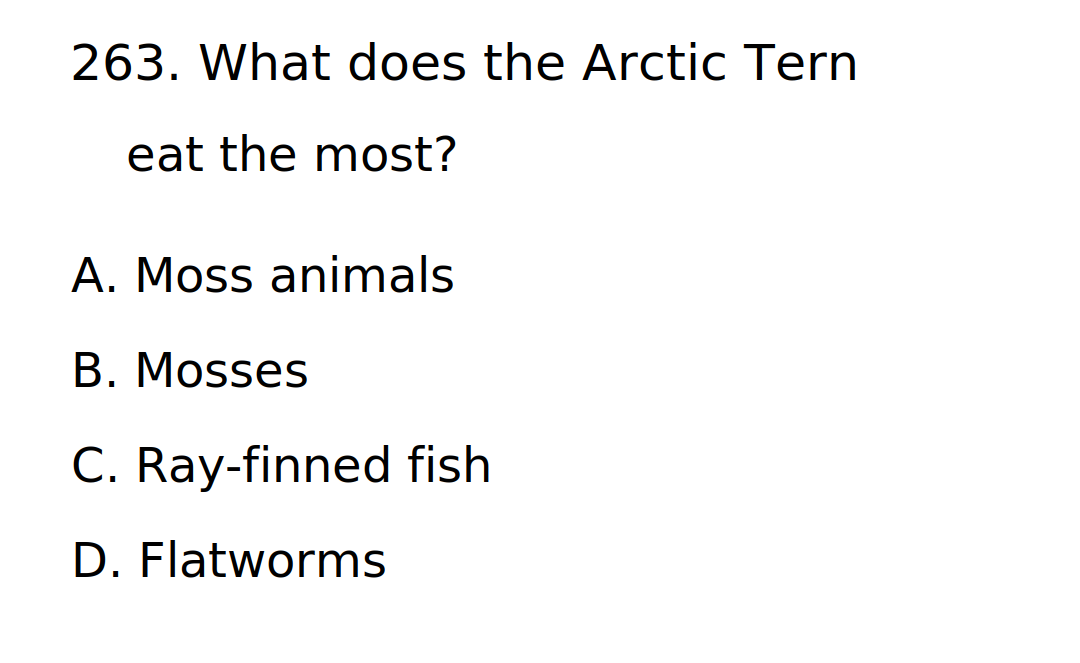 263. What does the Arctic Tern
eat the most?
A. Moss animals
B. Mosses
C. Ray-finned fish
D. Flatworms